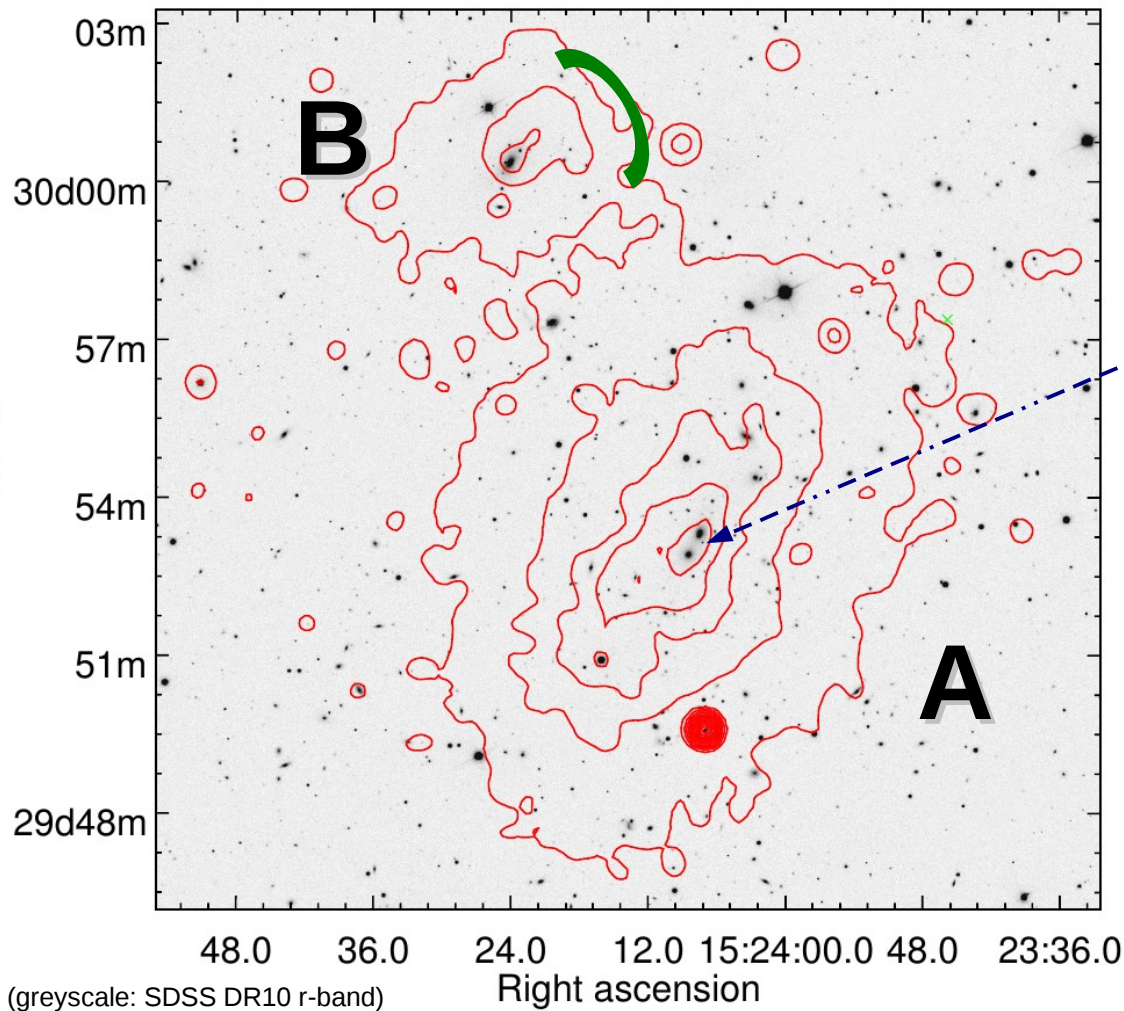 03m
B
30d00m
57m
54m
51m
A
29d48m
48.0 36.0 24.0 12.0 15:24:00.0 48.0 23:36.0
Right ascension
(greyscale: SDSS DR10 r-band)